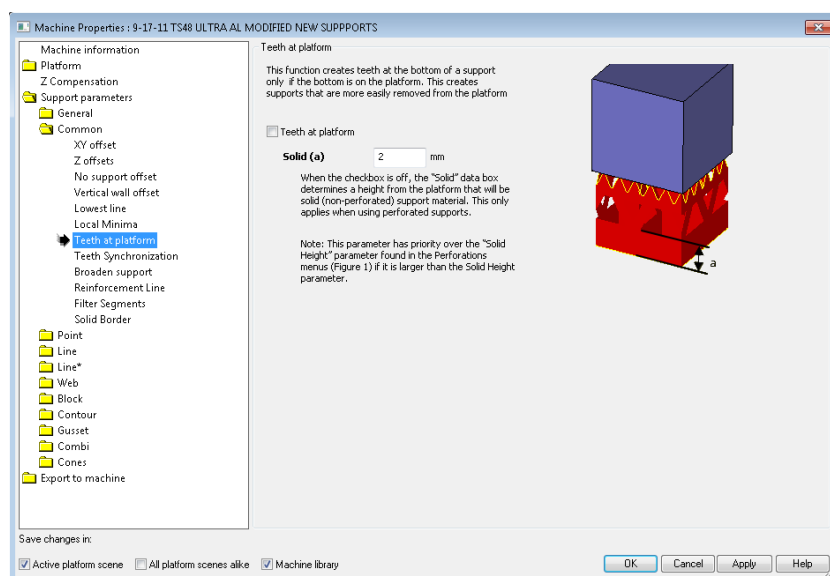 Machine Properties : 9-17-11 TS48 ULTRA AL MODIFIED NEW SUPPPORTS
Machine information
Platform
Z Compensation
Support parameters
General
Common
XY offset
Z offsets
No support offset
Vertical wall offset
Lowest line
Local Minima
Teeth at platform
Teeth Synchronization
Broaden support
Reinforcement Line
Filter Segments
Solid Border
Point
Line
Line*
Web
Block
Contour
Gusset
Combi
Cones
Export to machine
Teeth at platform
This function creates teeth at the bottom of a support
only if the bottom is on the platform. This creates
supports that are more easily removed from the platform
Teeth at platform
Solid (a) 2 mm
When the checkbox is off, the "Solid" data box
determines a height from the platform that will be
solid (non-perforated) support material. This only
applies when using perforated supports.
Note: This parameter has priority over the "Solid
Height" parameter found in the Perforations
menus (Figure 1) if it is larger than the Solid Height
parameter.
a
Save changes in:
Active platform scene All platform scenes alike Machine library
OK Cancel Apply Help